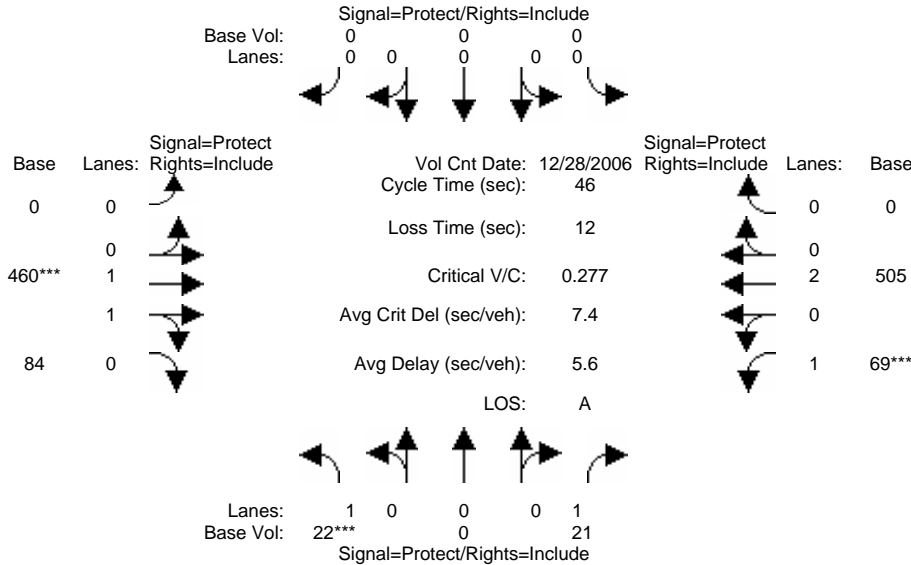 Signal=Protect/Rights=Include
Base Vol: 0 0 0
Lanes: 0 0 0 0 0
Signal=Protect Signal=Protect
Base Lanes: Rights=Include Vol Cnt Date: 12/28/2006 Rights=Include Lanes: Base
Cycle Time (sec): 46
0 0 0 0
Loss Time (sec): 12
0 0
460*** 1 Critical V/C: 0.277 2 505
1 Avg Crit Del (sec/veh): 7.4 0
84 0 Avg Delay (sec/veh): 5.6 1 69***
LOS: A
Lanes: 1 0 0 0 1
Base Vol: 22*** 0 21
Signal=Protect/Rights=Include